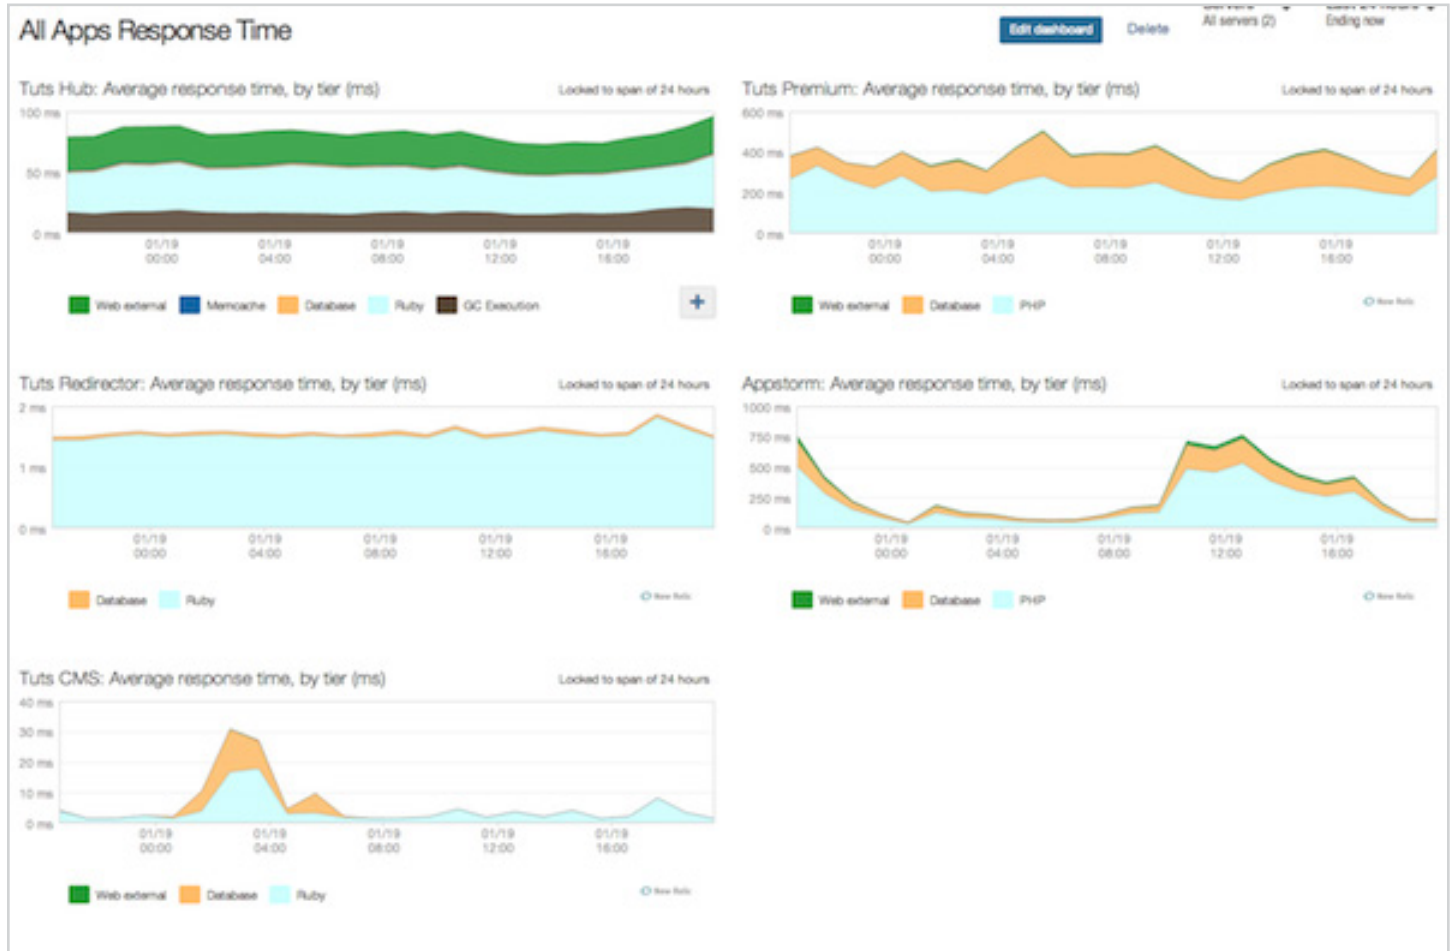 All Apps Response Time
Edit dashboard Delete
All servers (2)
Ending now
Tuts Hub: Average response time, by tier (ms) Locked to span of 24 hours
100 ms
50 ms
0 ms
01/19 01/19 01/19 01/19 01/19
00:00 04:00 08:00 12:00 16:00
Web external Memcache Database Ruby GC Execution
+
Tuts Premium: Average response time, by tier (ms) Locked to span of 24 hours
600 ms
400 ms
200 ms
0 ms
01/19 01/19 01/19 01/19 01/19
00:00 04:00 08:00 12:00 16:00
Web external Database PHP
New Relic
Tuts Redirector: Average response time, by tier (ms) Locked to span of 24 hours
2 ms
1 ms
0 ms
01/19 01/19 01/19 01/19 01/19
00:00 04:00 08:00 12:00 16:00
Database Ruby
New Relic
Appstorm: Average response time, by tier (ms) Locked to span of 24 hours
1000 ms
750 ms
500 ms
250 ms
0 ms
01/19 01/19 01/19 01/19 01/19
00:00 04:00 08:00 12:00 16:00
Web external Database PHP
New Relic
Tuts CMS: Average response time, by tier (ms) Locked to span of 24 hours
40 ms
30 ms
20 ms
10 ms
0 ms
01/19 01/19 01/19 01/19 01/19
00:00 04:00 08:00 12:00 16:00
Web external Database Ruby
New Relic